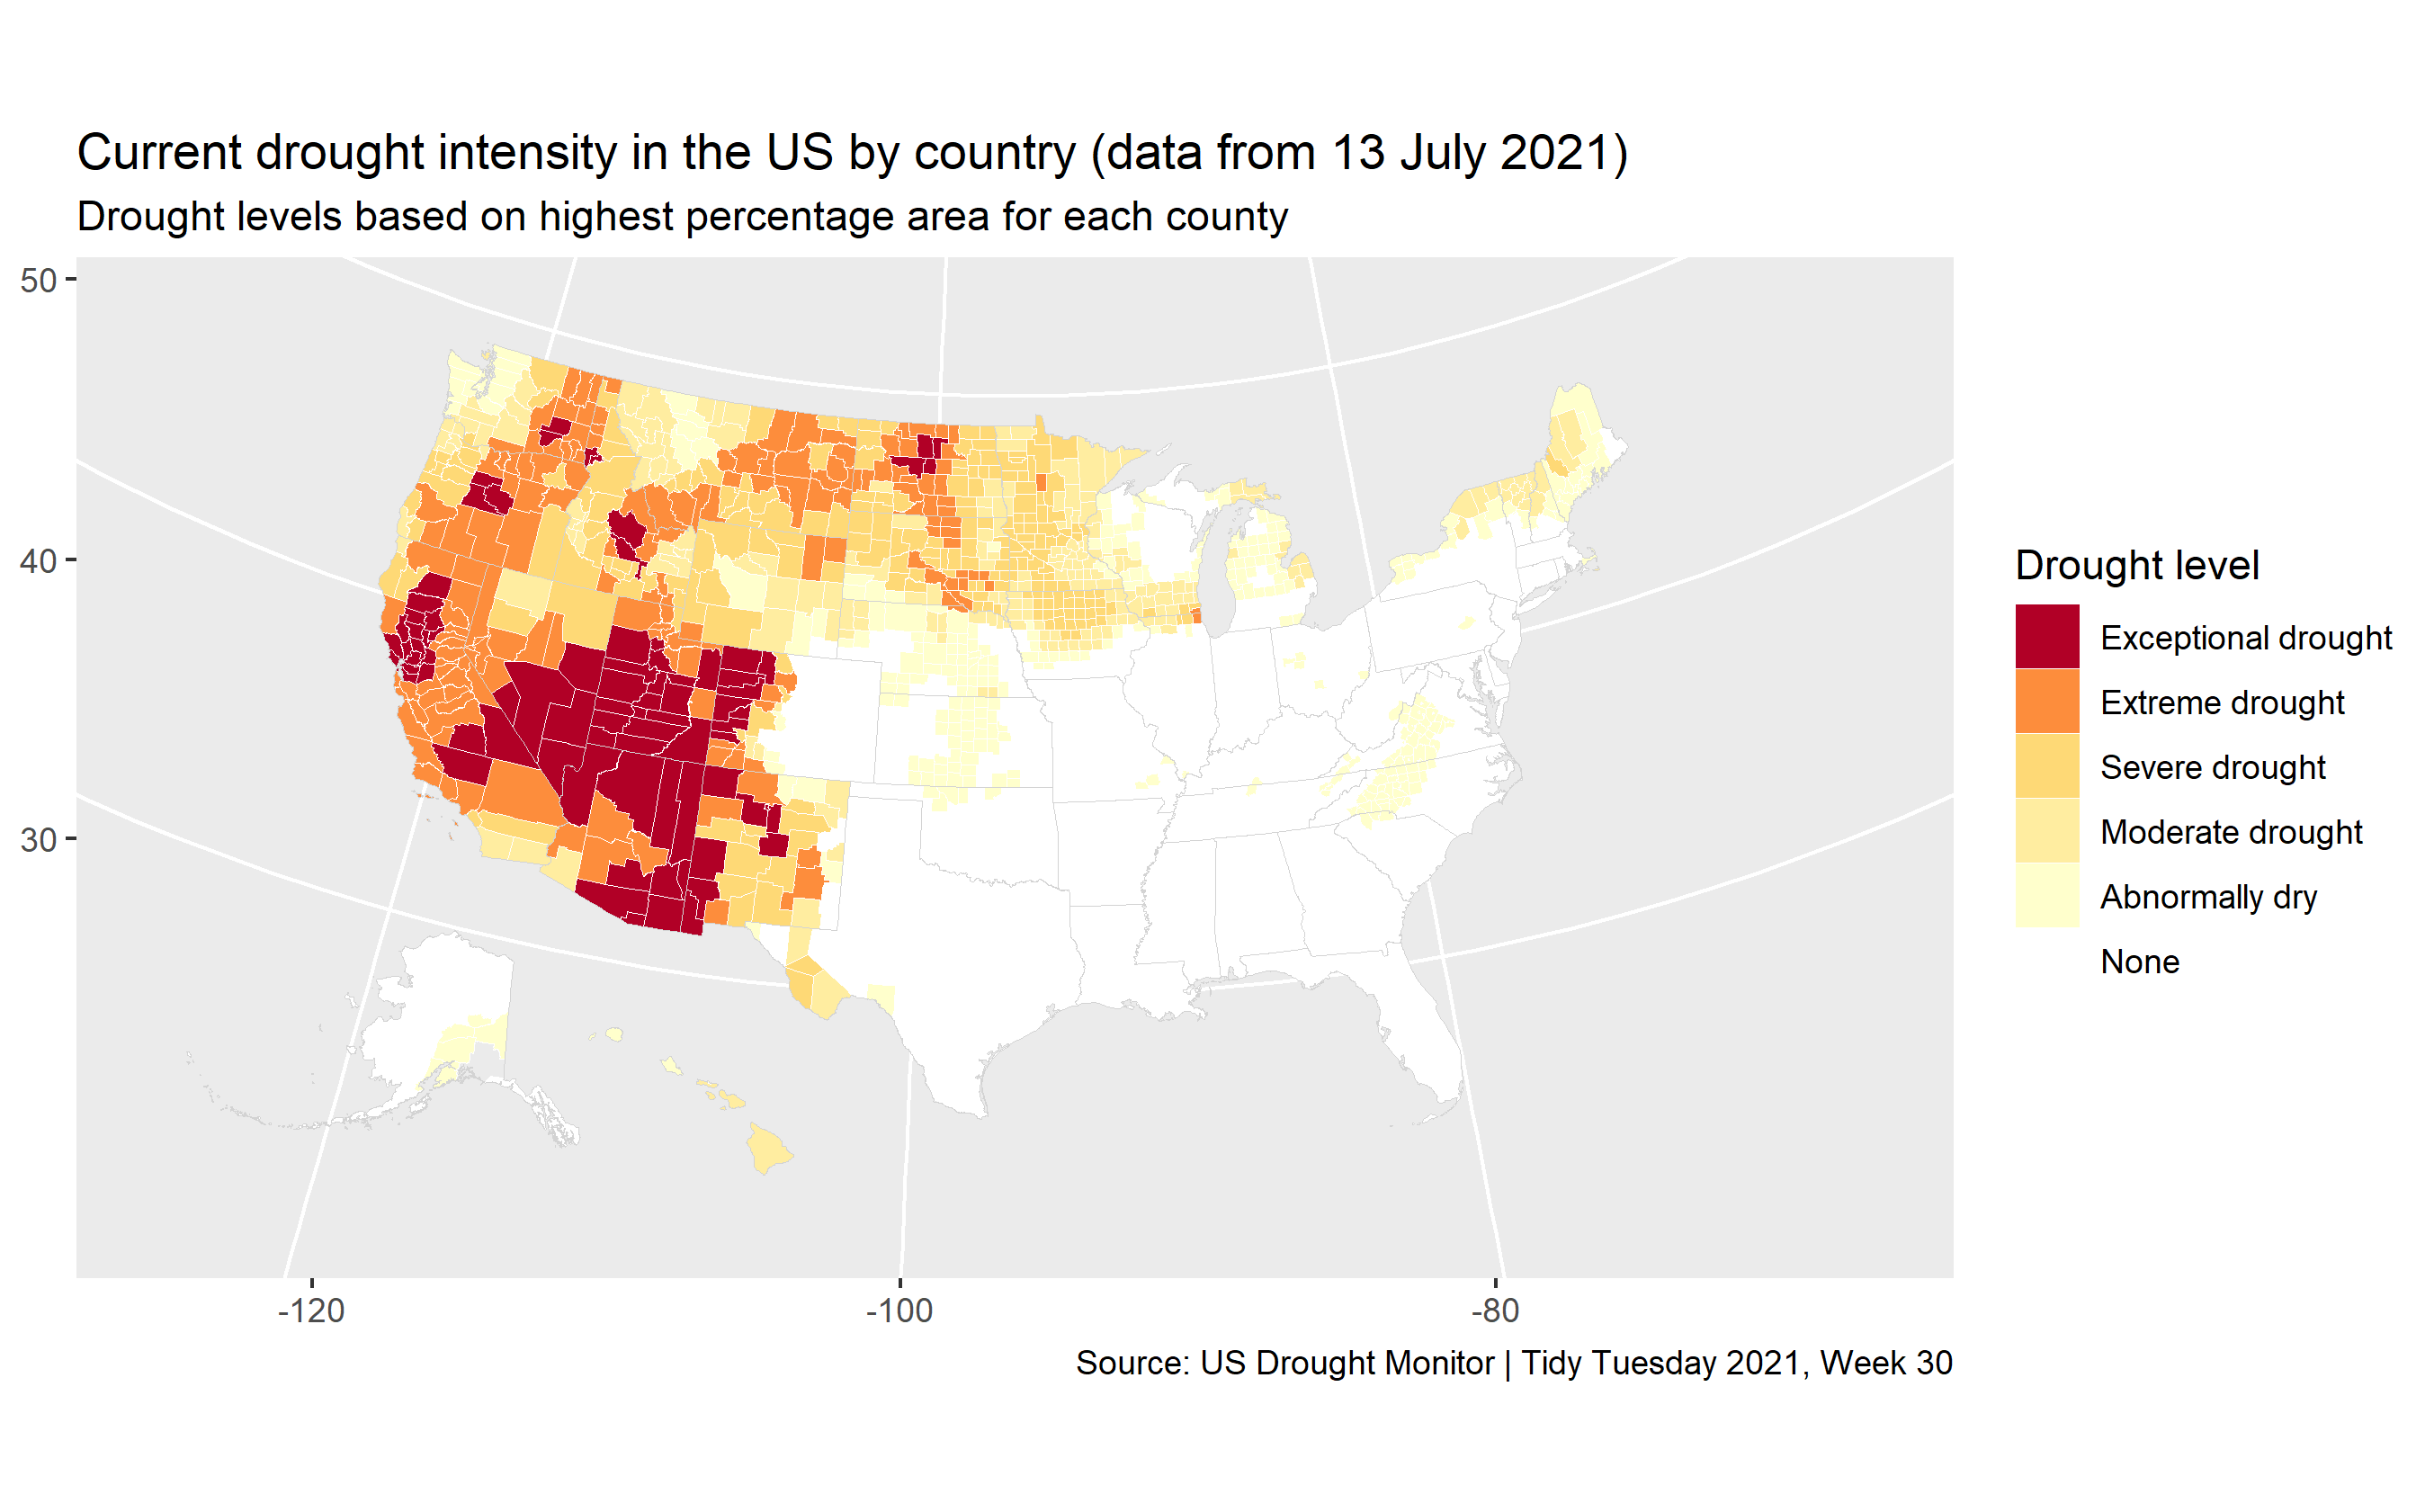 Current drought intensity in the US by country (data from 13 July 2021)
Drought levels based on highest percentage area for each county
50
40
30
-120
-100
-80
Drought level
Exceptional drought
Extreme drought
Severe drought
Moderate drought
Abnormally dry
None
Source: US Drought Monitor | Tidy Tuesday 2021, Week 30